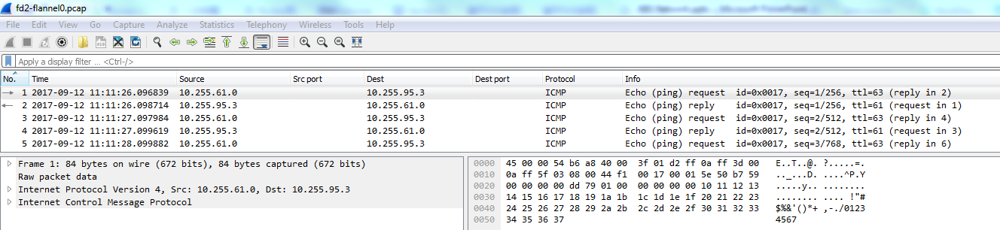 fd2-flannel0.pcap
File Edit View Go Capture Analyze Statistics Telephony Wireless Tools Help
Apply a display filter ... <Ctrl-/>
No. Time Source Src port Dest Dest port Protocol Info
1 2017-09-12 11:11:26.096839 10.255.61.0 10.255.95.3 ICMP Echo (ping) request id=0x0017, seq=1/256, ttl=63 (reply in 2)
2 2017-09-12 11:11:26.098714 10.255.95.3 10.255.61.0 ICMP Echo (ping) reply id=0x0017, seq=1/256, ttl=61 (request in 1)
3 2017-09-12 11:11:27.097984 10.255.61.0 10.255.95.3 ICMP Echo (ping) request id=0x0017, seq=2/512, ttl=63 (reply in 4)
4 2017-09-12 11:11:27.099619 10.255.95.3 10.255.61.0 ICMP Echo (ping) reply id=0x0017, seq=2/512, ttl=61 (request in 3)
5 2017-09-12 11:11:28.099882 10.255.61.0 10.255.95.3 ICMP Echo (ping) request id=0x0017, seq=3/768, ttl=63 (reply in 6)
Frame 1: 84 bytes on wire (672 bits), 84 bytes captured (672 bits)
Raw packet data
Internet Protocol Version 4, Src: 10.255.61.0, Dst: 10.255.95.3
Internet Control Message Protocol
0000 45 00 00 54 b6 a8 40 00 3f 01 d2 ff 0a ff 3d 00 E..T..@. ?.....=.
0010 0a ff 5f 03 08 00 44 f1 00 17 00 01 5e 50 b7 59 .._...D. ....^P.Y
0020 00 00 00 00 dd 79 01 00 00 00 00 00 10 11 12 13 .....y.. ........
0030 14 15 16 17 18 19 1a 1b 1c 1d 1e 1f 20 21 22 23 ........ .... !"#
0040 24 25 26 27 28 29 2a 2b 2c 2d 2e 2f 30 31 32 33 $%&'()*+ ,-./0123
0050 34 35 36 37 4567